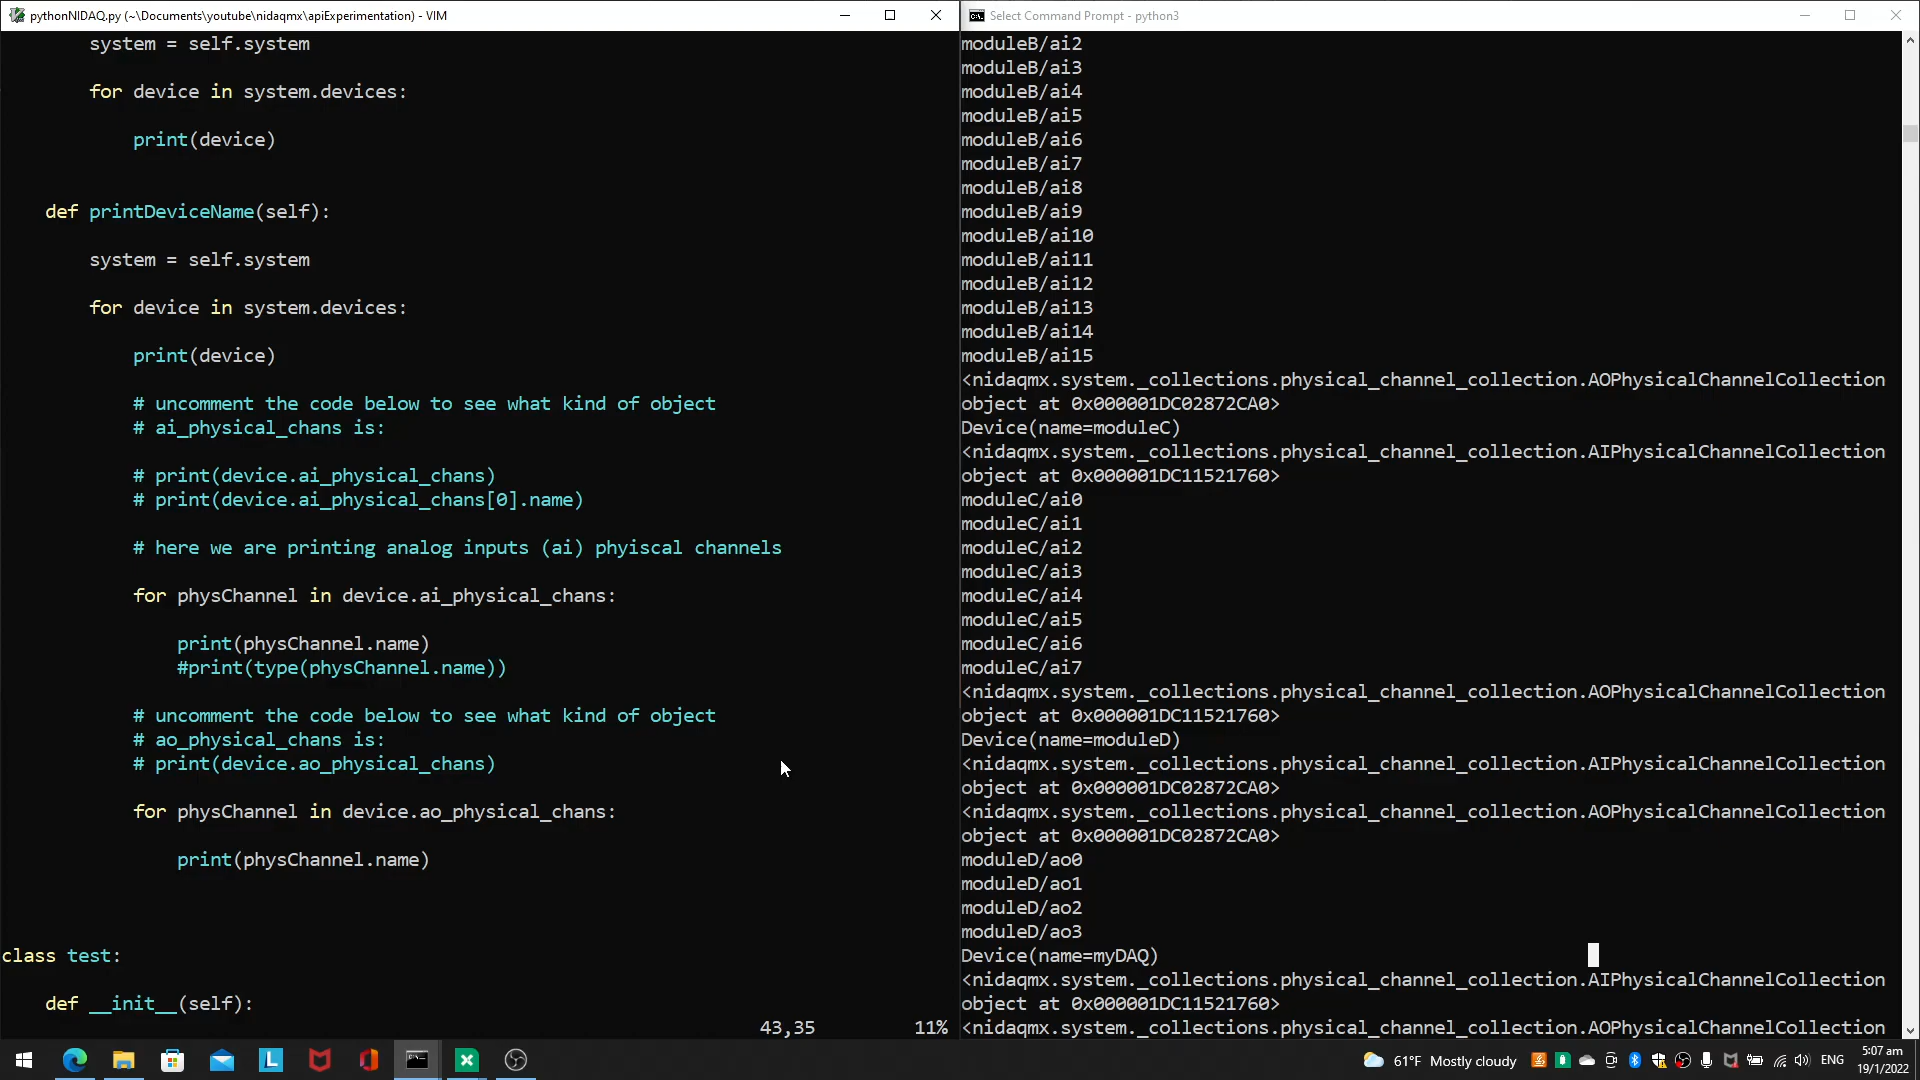 pythonNIDAQ.py (~\Documents\youtube\nidaqmx\apiExperimentation) - VIM
system = self.system
for device in system.devices:
print(device)
def printDeviceName(self):
system = self.system
for device in system.devices:
print(device)
# uncomment the code below to see what kind of object
# ai_physical_chans is:
# print(device.ai_physical_chans)
# print(device.ai_physical_chans[0].name)
# here we are printing analog inputs (ai) phyiscal channels
for physChannel in device.ai_physical_chans:
print(physChannel.name)
#print(type(physChannel.name))
# uncomment the code below to see what kind of object
# ao_physical_chans is:
# print(device.ao_physical_chans)
for physChannel in device.ao_physical_chans:
print(physChannel.name)
class test:
def __init__(self):
43,35 11%
Select Command Prompt - python3
moduleB/ai2
moduleB/ai3
moduleB/ai4
moduleB/ai5
moduleB/ai6
moduleB/ai7
moduleB/ai8
moduleB/ai9
moduleB/ai10
moduleB/ai11
moduleB/ai12
moduleB/ai13
moduleB/ai14
moduleB/ai15
<nidaqmx.system._collections.physical_channel_collection.AOPhysicalChannelCollection
object at 0x000001DC02872CA0>
Device(name=moduleC)
<nidaqmx.system._collections.physical_channel_collection.AIPhysicalChannelCollection
object at 0x000001DC11521760>
moduleC/ai0
moduleC/ai1
moduleC/ai2
moduleC/ai3
moduleC/ai4
moduleC/ai5
moduleC/ai6
moduleC/ai7
<nidaqmx.system._collections.physical_channel_collection.AOPhysicalChannelCollection
object at 0x000001DC11521760>
Device(name=moduleD)
<nidaqmx.system._collections.physical_channel_collection.AIPhysicalChannelCollection
object at 0x000001DC02872CA0>
<nidaqmx.system._collections.physical_channel_collection.AOPhysicalChannelCollection
object at 0x000001DC02872CA0>
moduleD/ao0
moduleD/ao1
moduleD/ao2
moduleD/ao3
Device(name=myDAQ)
<nidaqmx.system._collections.physical_channel_collection.AIPhysicalChannelCollection
object at 0x000001DC11521760>
<nidaqmx.system._collections.physical_channel_collection.AOPhysicalChannelCollection
61°F Mostly cloudy
ENG
5:07 am
19/1/2022